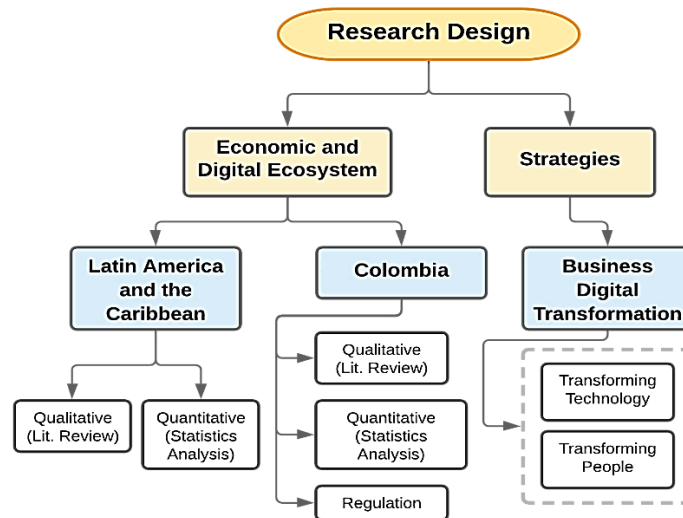 Research Design
Economic and
Digital Ecosystem
Strategies
Latin America
and the
Caribbean
Colombia
Business
Digital
Transformation
Qualitative
(Lit. Review)
Quantitative
(Statistics
Analysis)
Qualitative
(Lit. Review)
Quantitative
(Statistics
Analysis)
Regulation
Transforming
Technology
Transforming
People